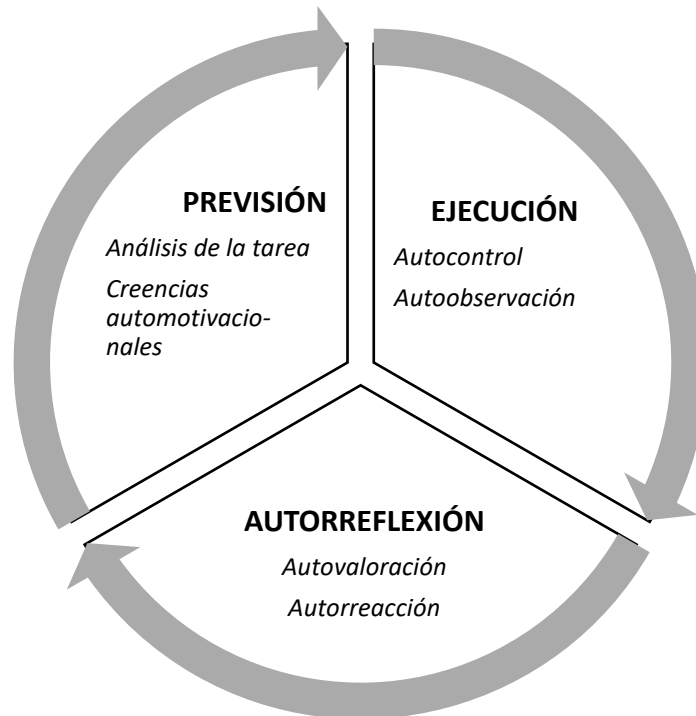 PREVISIÓN
Análisis de la tarea
Creencias
automotivacio-
nales
EJECUCIÓN
Autocontrol
Autoobservación
AUTORREFLEXIÓN
Autovaloración
Autorreacción